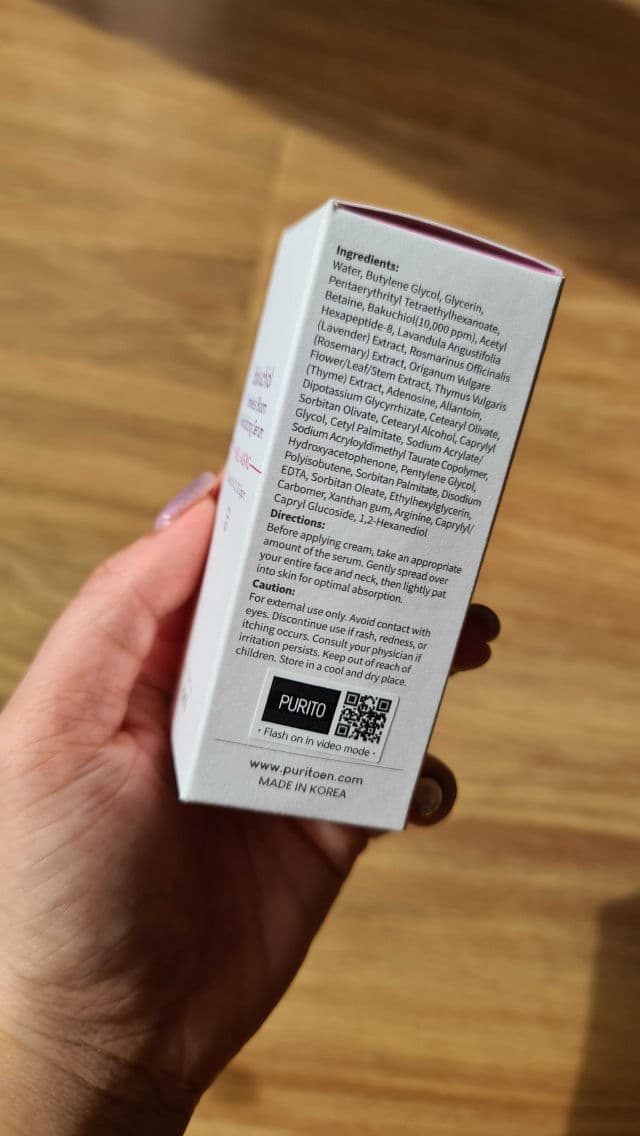 Ingredients:
Water, Butylene Glycol, Glycerin,
Pentaerythrityl Tetraethylhexanoate,
Betaine, Bakuchiol(10,000 ppm), Acetyl
Hexapeptide-8, Lavandula Angustifolia
(Lavender) Extract, Rosmarinus Officinalis
(Rosemary) Extract, Origanum Vulgare
Flower/Leaf/Stem Extract, Thymus Vulgaris
(Thyme) Extract, Adenosine, Allantoin,
Dipotassium Glycyrrhizate, Cetearyl Olivate,
Sorbitan Olivate, Cetearyl Alcohol, Caprylyl
Glycol, Cetyl Palmitate, Sodium Acrylate/
Sodium Acryloyldimethyl Taurate Copolymer,
Hydroxyacetophenone, Pentylene Glycol,
Polyisobutene, Sorbitan Palmitate, Disodium
EDTA, Sorbitan Oleate, Ethylhexylglycerin,
Carbomer, Xanthan gum, Arginine, Caprylyl/
Capryl Glucoside, 1,2-Hexanediol
Directions:
Before applying cream, take an appropriate
amount of the serum. Gently spread over
your entire face and neck, then lightly pat
into skin for optimal absorption.
Caution:
For external use only. Avoid contact with
eyes. Discontinue use if rash, redness, or
itching occurs. Consult your physician if
irritation persists. Keep out of reach of
children. Store in a cool and dry place.
PURITO
• Flash on in video mode •
www.puritoen.com
MADE IN KOREA
Bakuchiol
Serum